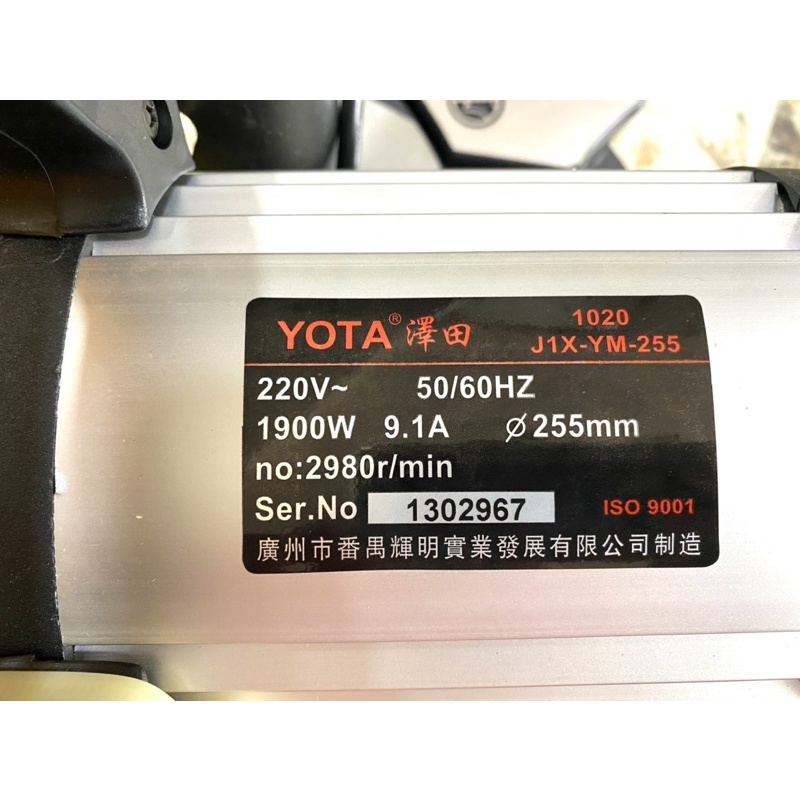 YOTA® 澤田 1020
J1X-YM-255
220V~ 50/60HZ
1900W 9.1A ∅255mm
no:2980r/min
Ser.No 1302967 ISO 9001
廣州市番禺輝明實業發展有限公司制造